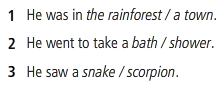 1 He was in the rainforest / a town.
2 He went to take a bath / shower.
3 He saw a snake / scorpion.